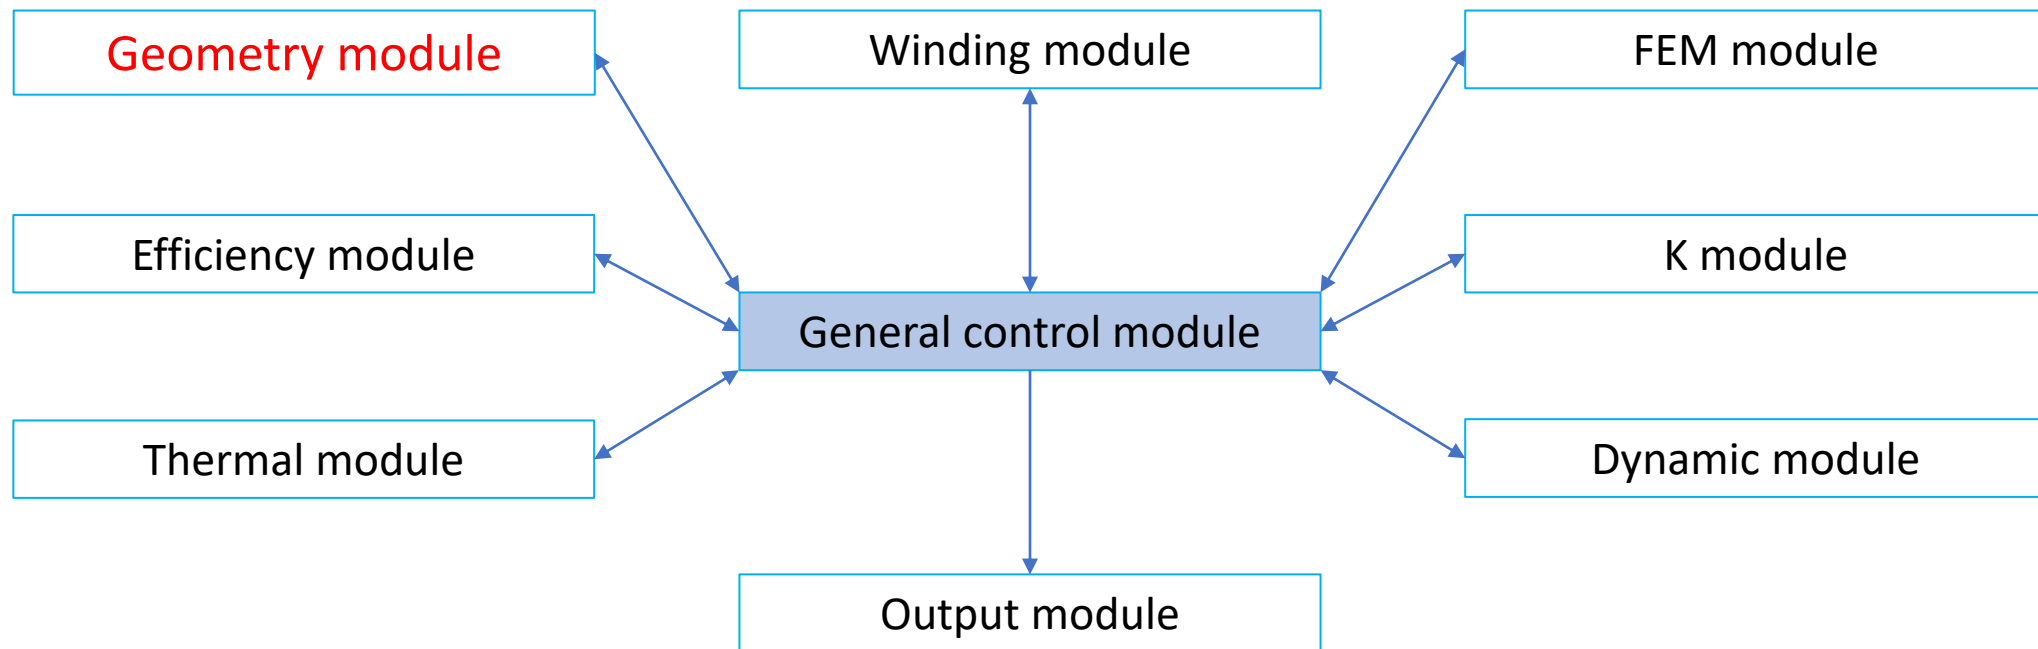 Geometry module
Winding module
FEM module
Efficiency module
K module
General control module
Thermal module
Dynamic module
Output module